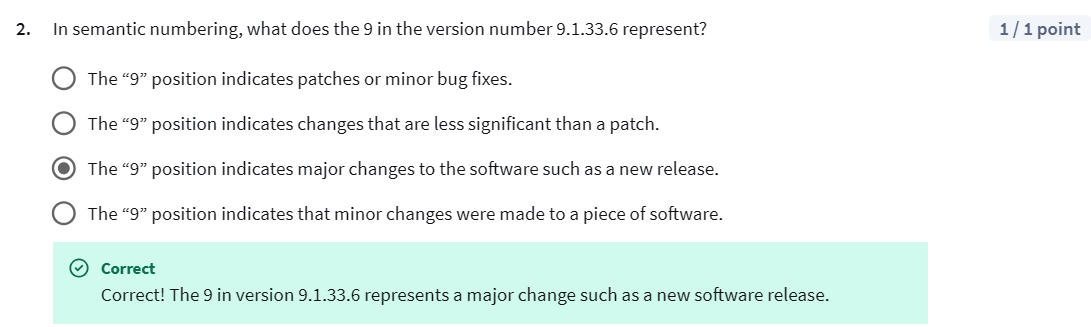 2. In semantic numbering, what does the 9 in the version number 9.1.33.6 represent? 1 / 1 point
The “9” position indicates patches or minor bug fixes.
The “9” position indicates changes that are less significant than a patch.
The “9” position indicates major changes to the software such as a new release.
The “9” position indicates that minor changes were made to a piece of software.
Correct
Correct! The 9 in version 9.1.33.6 represents a major change such as a new software release.